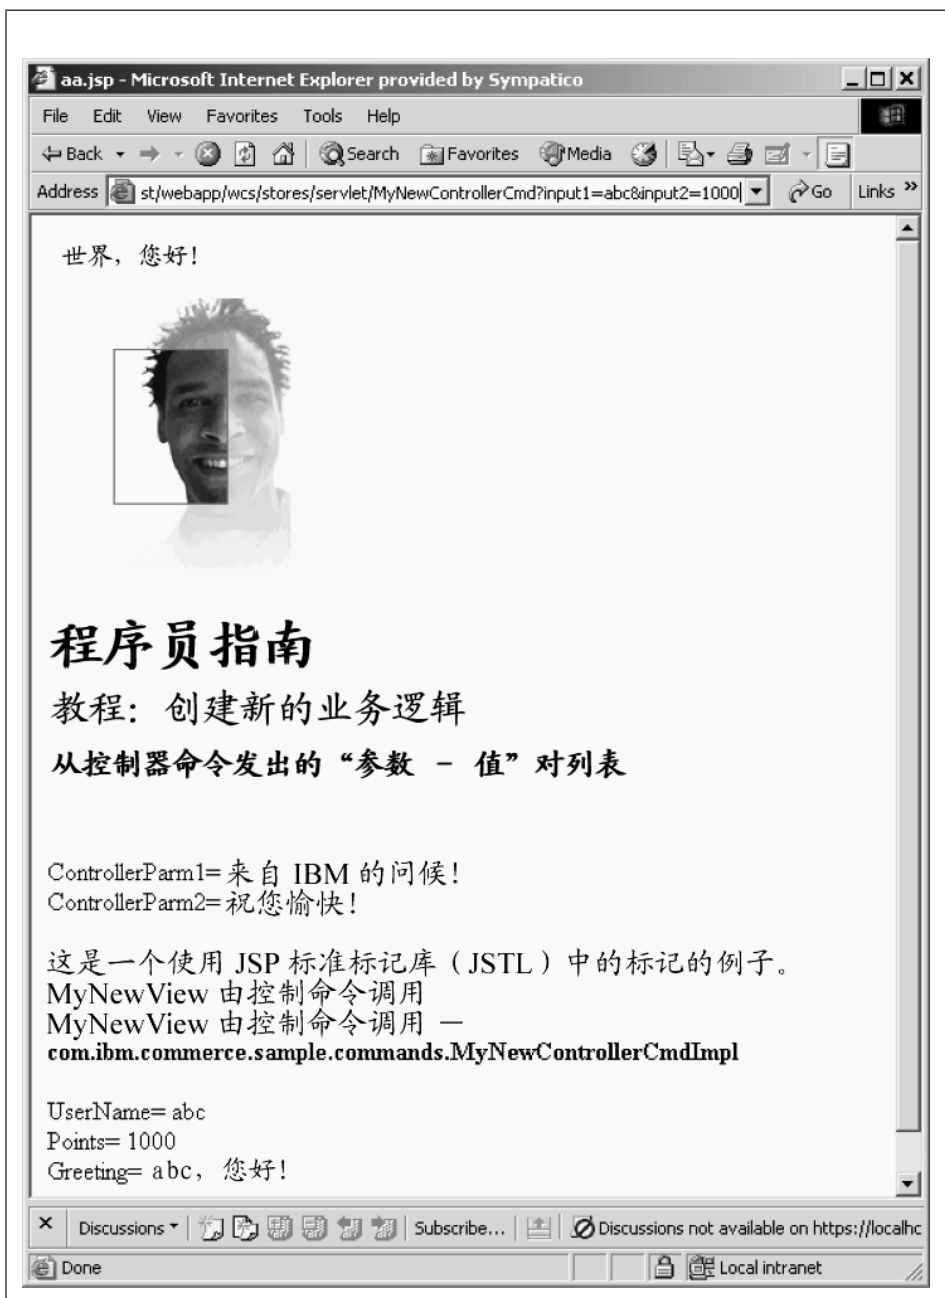 aa.jsp - Microsoft Internet Explorer provided by Sympatico
File Edit View Favorites Tools Help
Back Search Favorites Media
Address st/webapp/wcs/stores/servlet/MyNewControllerCmd?input1=abc&input2=1000 Go Links »
世界，您好！
程序员指南
教程：创建新的业务逻辑
从控制器命令发出的“参数 - 值”对列表
ControllerParm1= 来自 IBM 的问候！
ControllerParm2= 祝您愉快！
这是一个使用 JSP 标准标记库（JSTL）中的标记的例子。
MyNewView 由控制命令调用
MyNewView 由控制命令调用 —
com.ibm.commerce.sample.commands.MyNewControllerCmdImpl
UserName= abc
Points= 1000
Greeting= abc，您好！
Discussions Subscribe... Discussions not available on https://localhc
Done Local intranet